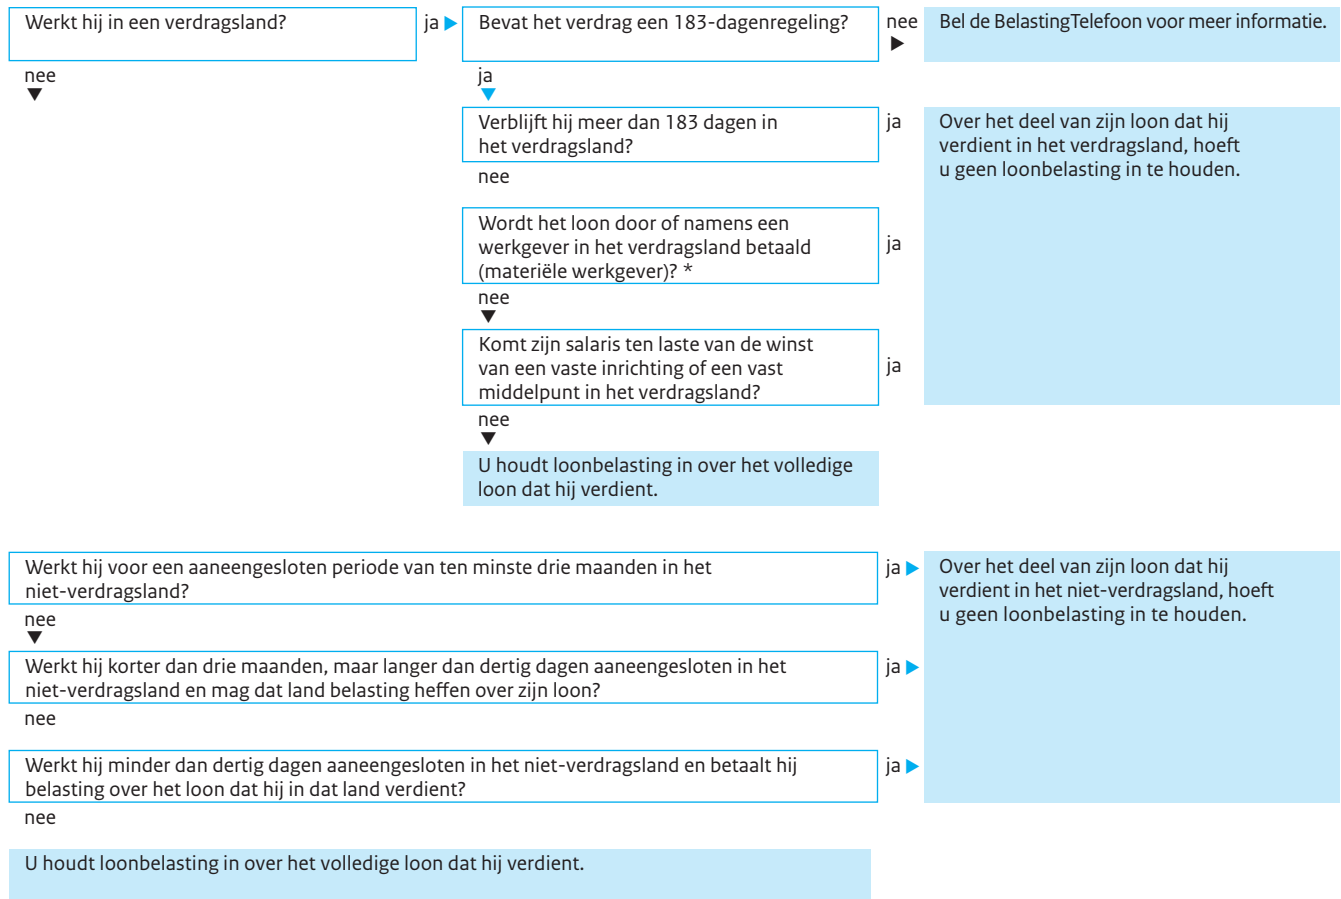 Werkt hij in een verdragsland?
ja
Bevat het verdrag een 183-dagenregeling?
nee
Bel de BelastingTelefoon voor meer informatie.
nee
ja
Verblijft hij meer dan 183 dagen in
het verdragsland?
ja
Over het deel van zijn loon dat hij
verdient in het verdragsland, hoeft
u geen loonbelasting in te houden.
nee
Wordt het loon door of namens een
werkgever in het verdragsland betaald
(materiële werkgever)? *
ja
nee
Komt zijn salaris ten laste van de winst
van een vaste inrichting of een vast
middelpunt in het verdragsland?
ja
nee
U houdt loonbelasting in over het volledige
loon dat hij verdient.
Werkt hij voor een aaneengesloten periode van ten minste drie maanden in het
niet-verdragsland?
ja
Over het deel van zijn loon dat hij
verdient in het niet-verdragsland, hoeft
u geen loonbelasting in te houden.
nee
Werkt hij korter dan drie maanden, maar langer dan dertig dagen aaneengesloten in het
niet-verdragsland en mag dat land belasting heffen over zijn loon?
ja
nee
Werkt hij minder dan dertig dagen aaneengesloten in het niet-verdragsland en betaalt hij
belasting over het loon dat hij in dat land verdient?
ja
nee
U houdt loonbelasting in over het volledige loon dat hij verdient.